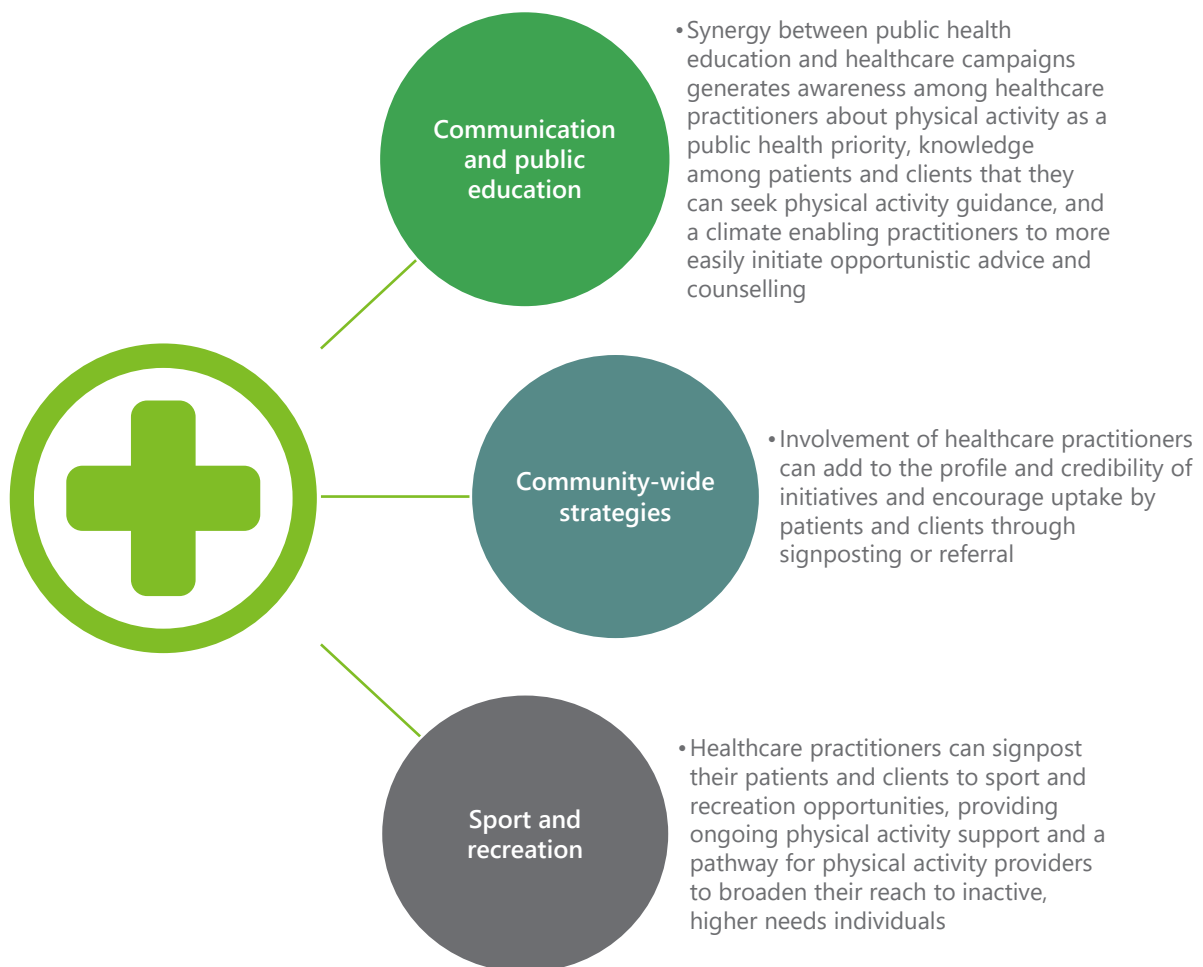 Communication
and public
education
•Synergy between public health
education and healthcare campaigns
generates awareness among healthcare
practitioners about physical activity as a
public health priority, knowledge
among patients and clients that they
can seek physical activity guidance, and
a climate enabling practitioners to more
easily initiate opportunistic advice and
counselling
Community-wide
strategies
•Involvement of healthcare practitioners
can add to the profile and credibility of
initiatives and encourage uptake by
patients and clients through
signposting or referral
Sport and
recreation
•Healthcare practitioners can signpost
their patients and clients to sport and
recreation opportunities, providing
ongoing physical activity support and a
pathway for physical activity providers
to broaden their reach to inactive,
higher needs individuals